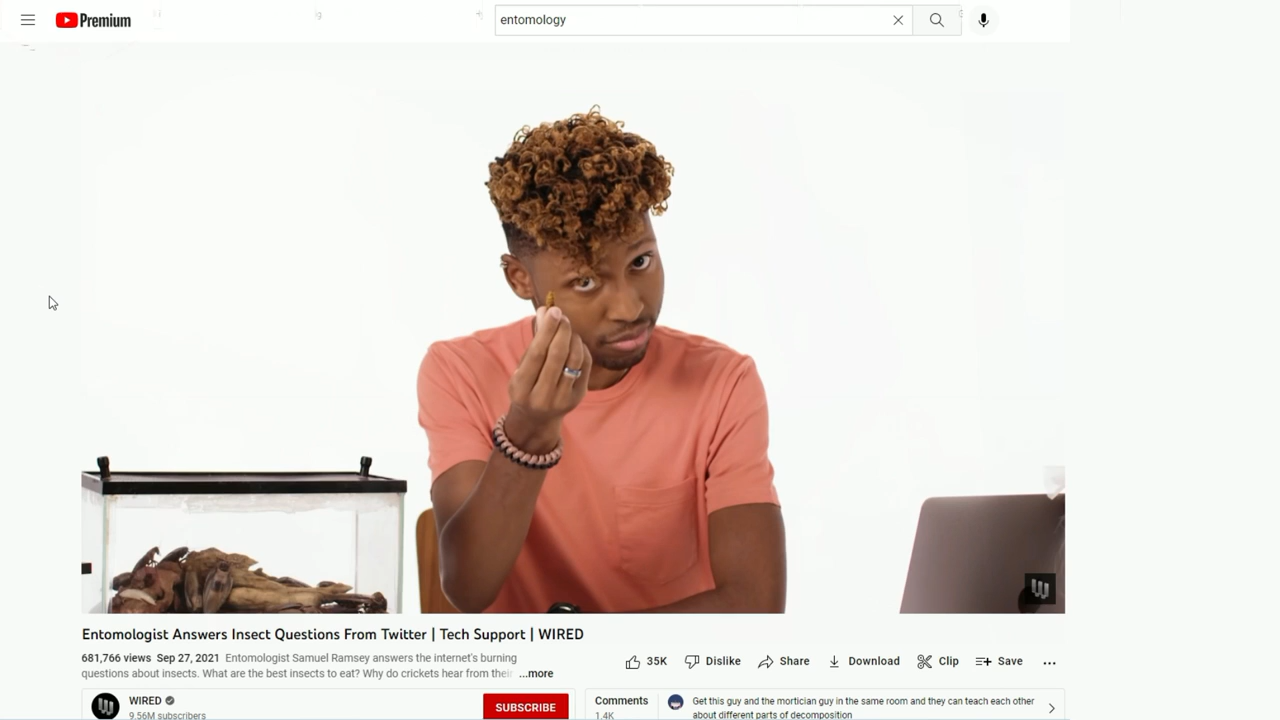 Premium
entomology
Entomologist Answers Insect Questions From Twitter | Tech Support | WIRED
681,766 views Sep 27, 2021 Entomologist Samuel Ramsey answers the internet's burning
questions about insects. What are the best insects to eat? Why do crickets hear from their ...more
35K Dislike Share Download Clip Save
WIRED
9.56M subscribers
SUBSCRIBE
Comments
1.4K
Get this guy and the mortician guy in the same room and they can teach each other
about different parts of decomposition